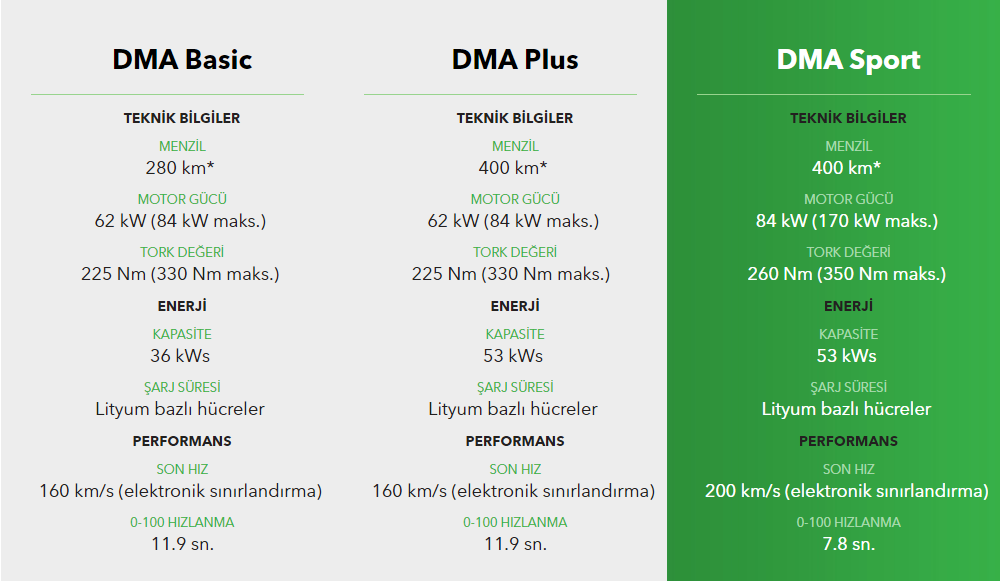 DMA Basic
TEKNİK BİLGİLER
MENZİL
280 km*
MOTOR GÜCÜ
62 kW (84 kW maks.)
TORK DEĞERİ
225 Nm (330 Nm maks.)
ENERJİ
KAPASİTE
36 kWs
ŞARJ SÜRESİ
Lityum bazlı hücreler
PERFORMANS
SON HIZ
160 km/s (elektronik sınırlandırma)
0-100 HIZLANMA
11.9 sn.
DMA Plus
TEKNİK BİLGİLER
MENZİL
400 km*
MOTOR GÜCÜ
62 kW (84 kW maks.)
TORK DEĞERİ
225 Nm (330 Nm maks.)
ENERJİ
KAPASİTE
53 kWs
ŞARJ SÜRESİ
Lityum bazlı hücreler
PERFORMANS
SON HIZ
160 km/s (elektronik sınırlandırma)
0-100 HIZLANMA
11.9 sn.
DMA Sport
TEKNİK BİLGİLER
MENZİL
400 km*
MOTOR GÜCÜ
84 kW (170 kW maks.)
TORK DEĞERİ
260 Nm (350 Nm maks.)
ENERJİ
KAPASİTE
53 kWs
ŞARJ SÜRESİ
Lityum bazlı hücreler
PERFORMANS
SON HIZ
200 km/s (elektronik sınırlandırma)
0-100 HIZLANMA
7.8 sn.